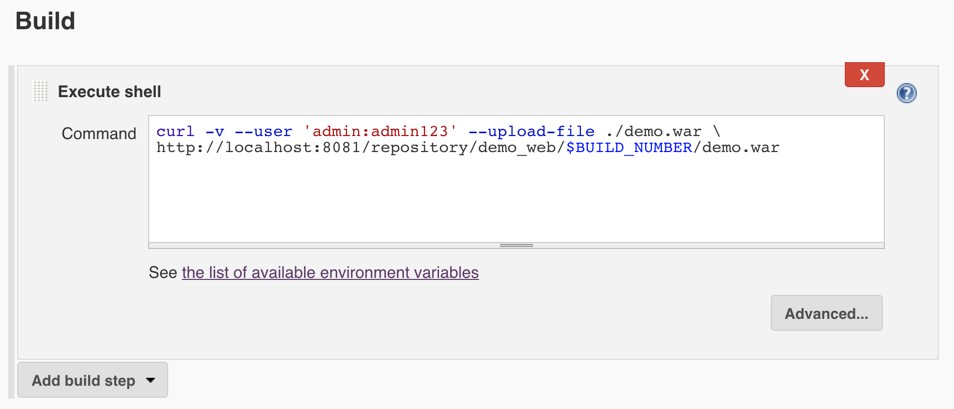 Build
X
Execute shell
?
Command
curl -v --user 'admin:admin123' --upload-file ./demo.war \
http://localhost:8081/repository/demo_web/$BUILD_NUMBER/demo.war
See the list of available environment variables
Advanced...
Add build step